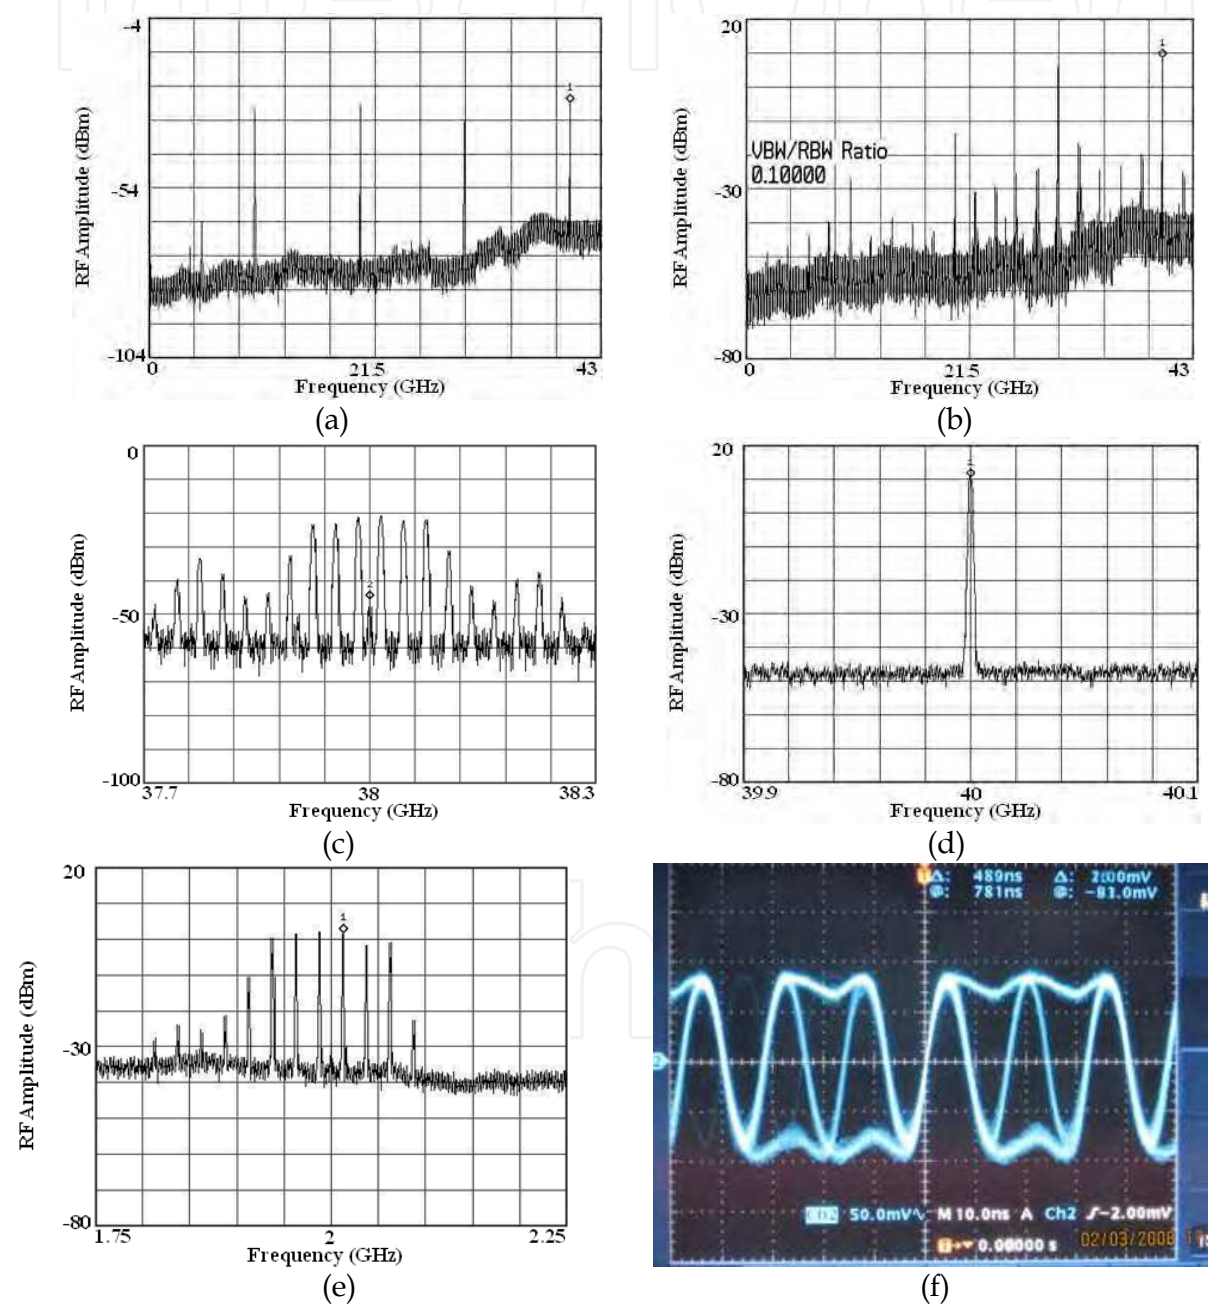 -4
-54
-104
RF Amplitude (dBm)
1
0
21.5
43
Frequency (GHz)
(a)
20
-30
-80
RF Amplitude (dBm)
1
VBW/RBW Ratio
0.10000
0
21.5
43
Frequency (GHz)
(b)
0
-50
-100
RF Amplitude (dBm)
2
37.7
38
38.3
Frequency (GHz)
(c)
20
-30
-80
RF Amplitude (dBm)
1
39.9
40
40.1
Frequency (GHz)
(d)
20
-30
-80
RF Amplitude (dBm)
1
1.75
2
2.25
Frequency (GHz)
(e)
Δ: 489ns Δ: 2.00mV
@: 781ns @: -83.0mV
2
Ch2 50.0mV∿ M 10.0ns A Ch2 ʃ -2.00mV
0.00000 s
02/03/2008
(f)